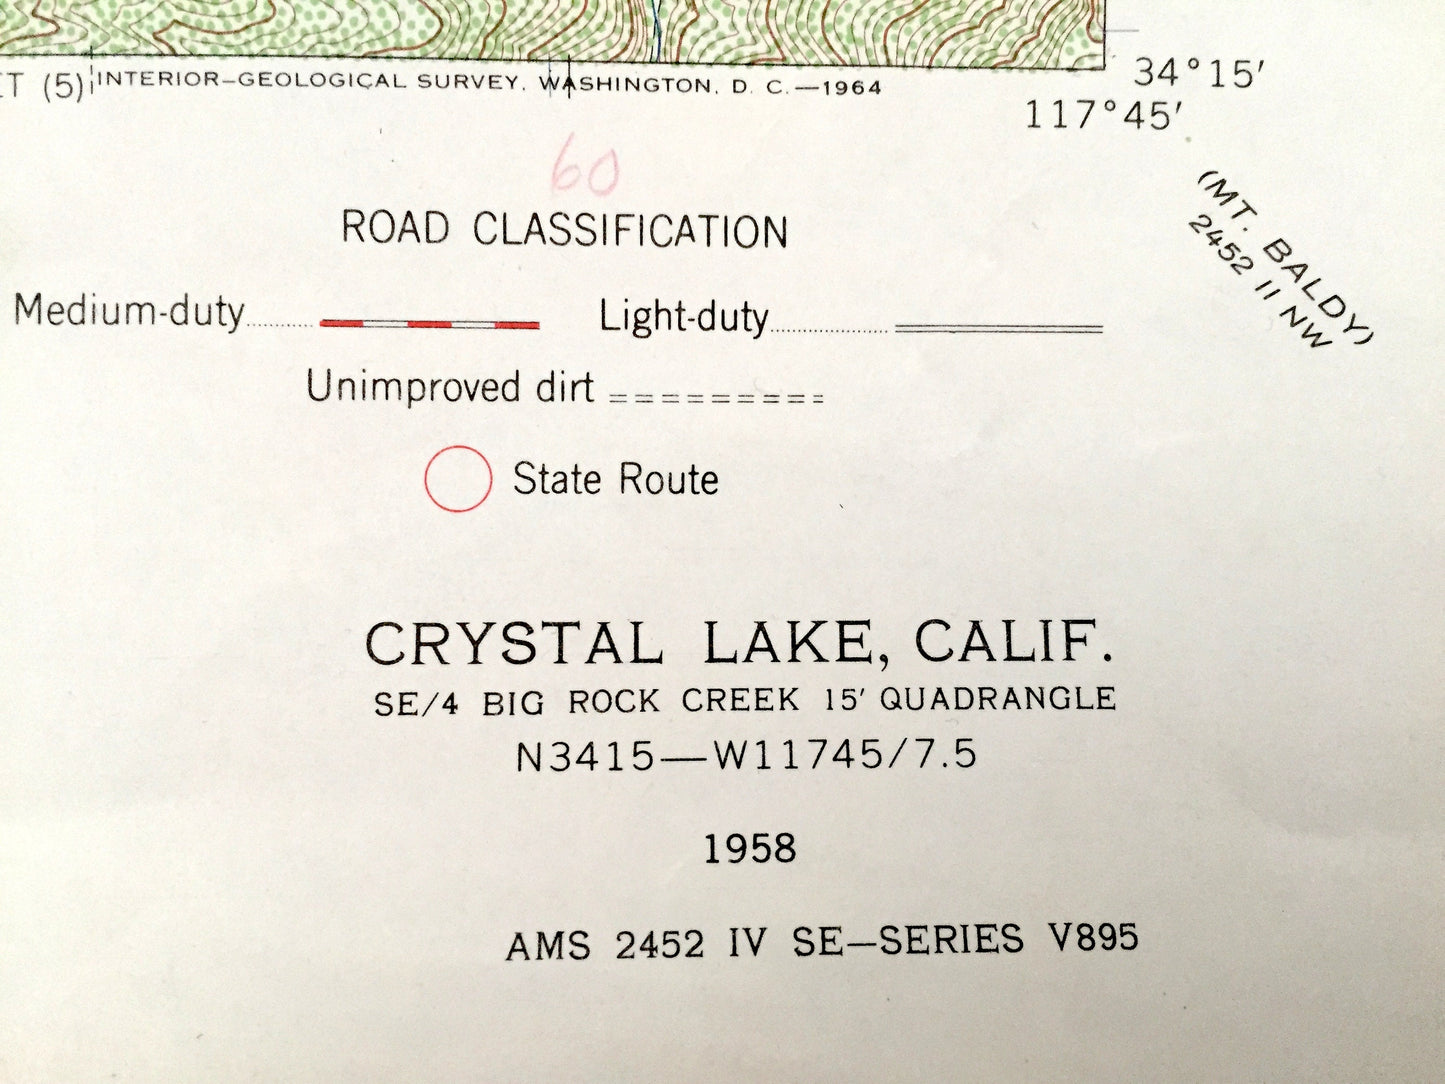 T (5) INTERIOR—GEOLOGICAL SURVEY, WASHINGTON, D. C.—1964
34°15′
117°45′
60
(MT. BALDY)
2452 II NW
ROAD CLASSIFICATION
Medium-duty Light-duty
Unimproved dirt
State Route
CRYSTAL LAKE, CALIF.
SE/4 BIG ROCK CREEK 15′ QUADRANGLE
N3415—W11745/7.5
1958
AMS 2452 IV SE—SERIES V895